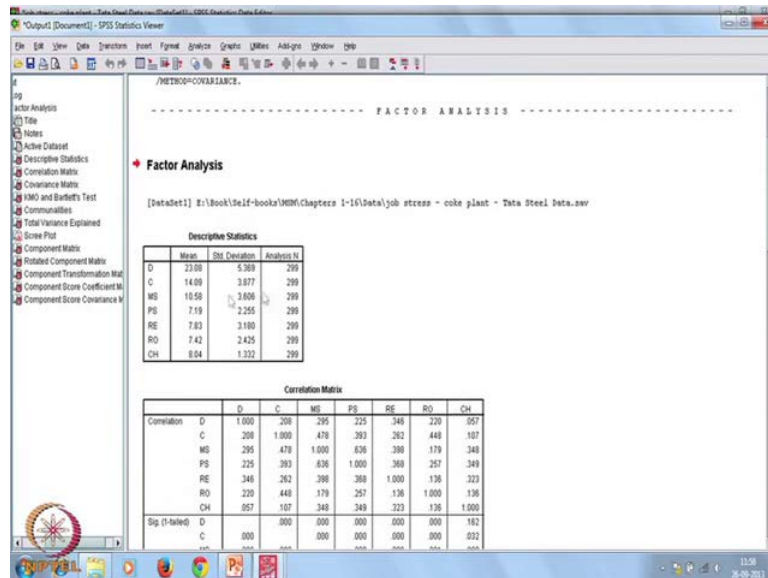 *Output1 [Document1] - SPSS Statistics Viewer
File Edit View Data Transform Insert Format Analyze Graphs Utilities Add-ons Window Help
/METHOD=COVARIANCE.
FACTOR ANALYSIS
Title
Notes
Active Dataset
Descriptive Statistics
Correlation Matrix
Covariance Matrix
KMO and Bartlett's Test
Communalities
Total Variance Explained
Scree Plot
Component Matrix
Rotated Component Matrix
Component Transformation Mat
Component Score Coefficient M
Component Score Covariance M
Factor Analysis
[DataSet1] E:\Book\Self-books\MSM\Chapters 1-16\Data\job stress - coke plant - Tata Steel Data.sav
Descriptive Statistics
Mean Std. Deviation Analysis N
D 23.08 5.369 299
C 14.09 3.877 299
MS 10.58 3.606 299
PS 7.19 2.255 299
RE 7.83 3.180 299
RO 7.42 2.425 299
CH 8.04 1.332 299
Correlation Matrix
D C MS PS RE RO CH
Correlation D 1.000 .208 .295 .225 .346 .220 .057
C .208 1.000 .478 .393 .262 .448 .107
MS .295 .478 1.000 .636 .398 .179 .348
PS .225 .393 .636 1.000 .368 .257 .349
RE .346 .262 .398 .368 1.000 .136 .323
RO .220 .448 .179 .257 .136 1.000 .136
CH .057 .107 .348 .349 .323 .136 1.000
Sig. (1-tailed) D .000 .000 .000 .000 .000 .162
C .000 .000 .000 .000 .000 .032
NPTEL
11:58
26-09-2013